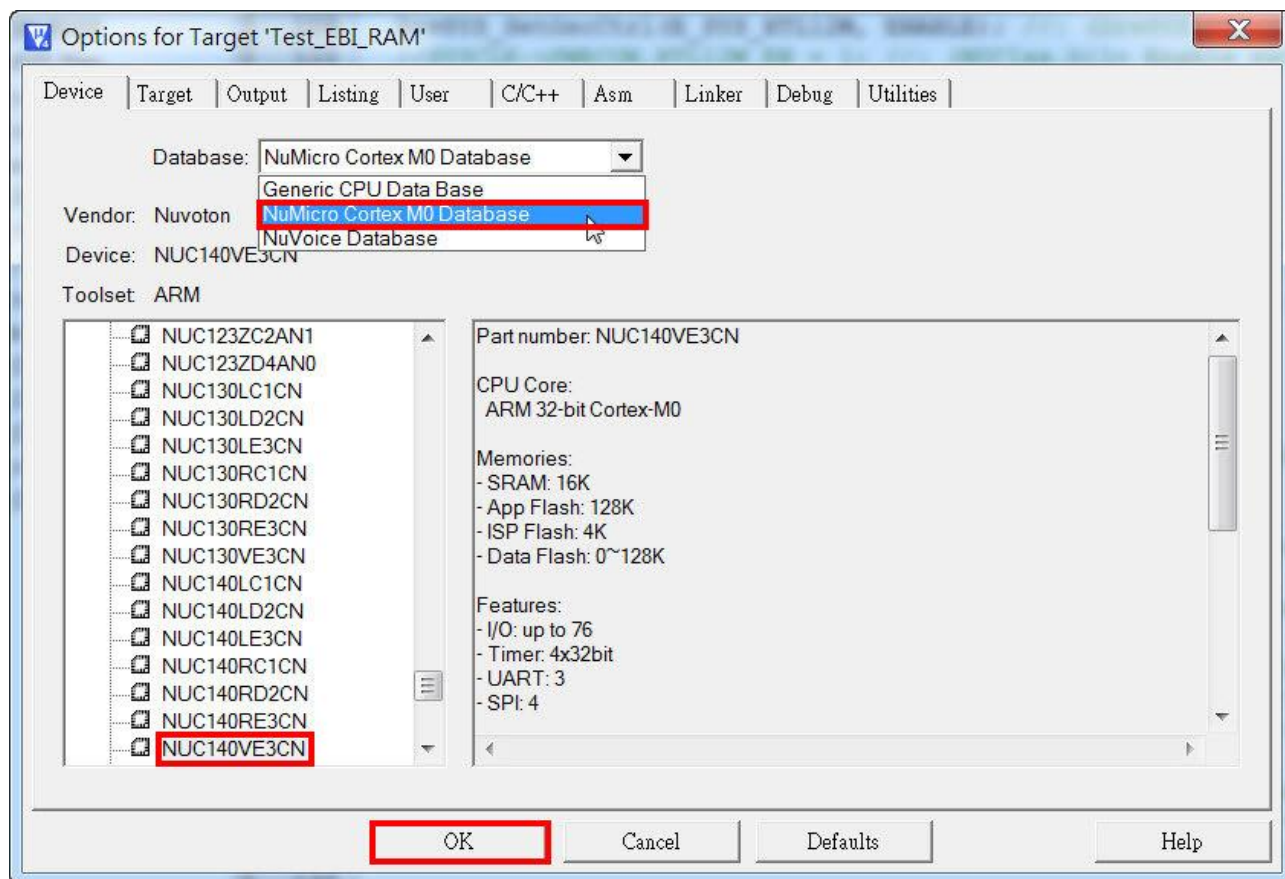 Options for Target 'Test_EBI_RAM'
Device Target Output Listing User C/C++ Asm Linker Debug Utilities
Database: NuMicro Cortex M0 Database
Generic CPU Data Base
NuMicro Cortex M0 Database
NuVoice Database
Vendor: Nuvoton
Device: NUC140VE3CN
Toolset: ARM
NUC123ZC2AN1
NUC123ZD4AN0
NUC130LC1CN
NUC130LD2CN
NUC130LE3CN
NUC130RC1CN
NUC130RD2CN
NUC130RE3CN
NUC130VE3CN
NUC140LC1CN
NUC140LD2CN
NUC140LE3CN
NUC140RC1CN
NUC140RD2CN
NUC140RE3CN
NUC140VE3CN
Part number: NUC140VE3CN
CPU Core:
ARM 32-bit Cortex-M0
Memories:
- SRAM: 16K
- App Flash: 128K
- ISP Flash: 4K
- Data Flash: 0~128K
Features:
- I/O: up to 76
- Timer: 4x32bit
- UART: 3
- SPI: 4
OK Cancel Defaults Help